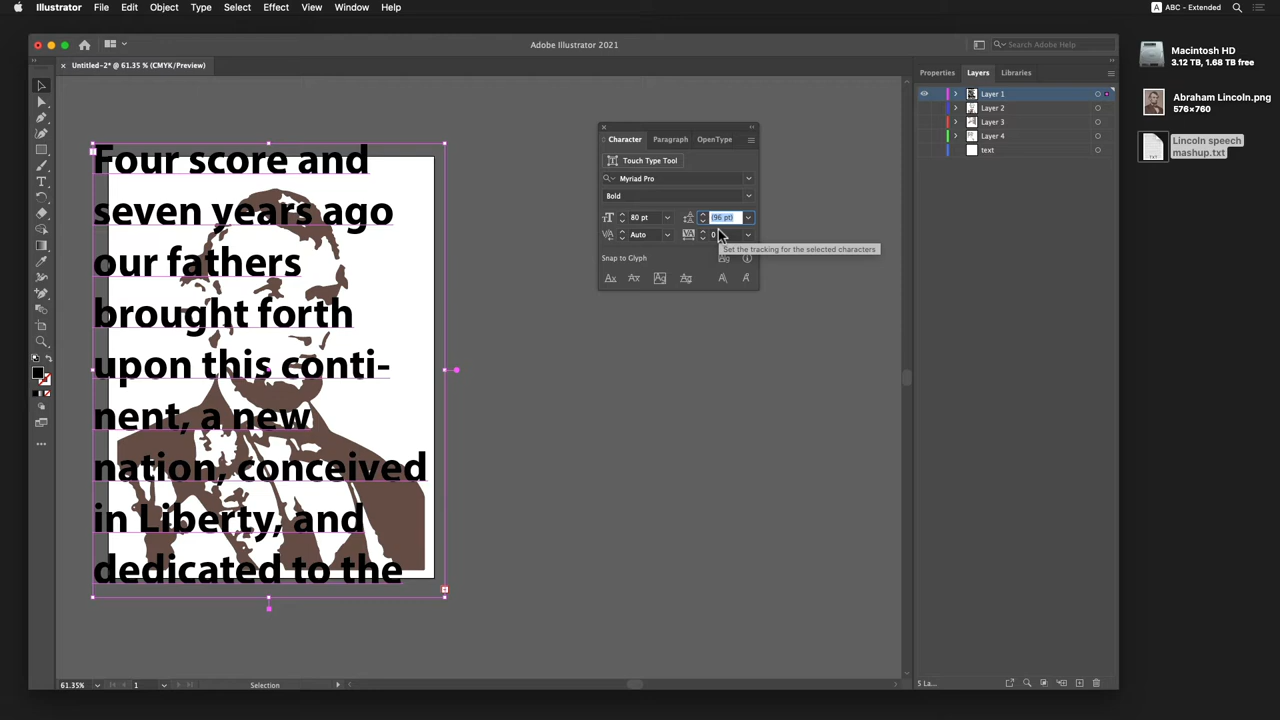 Illustrator File Edit Object Type Select Effect View Window Help
A ABC - Extended
Adobe Illustrator 2021
Search Adobe Help
× Untitled-2* @ 61.35 % (CMYK/Preview)
Properties Layers Libraries
Layer 1
Layer 2
Layer 3
Layer 4
text
Macintosh HD
3.12 TB, 1.68 TB free
Abraham Lincoln.png
576×760
TXT
Lincoln speech
mashup.txt
Character Paragraph OpenType
Touch Type Tool
Myriad Pro
Bold
80 pt (96 pt)
Auto 0
Set the tracking for the selected characters
Snap to Glyph
Four score and
seven years ago
our fathers
brought forth
upon this conti-
nent, a new
nation, conceived
in Liberty, and
dedicated to the
61.35% 1 Selection
5 La...